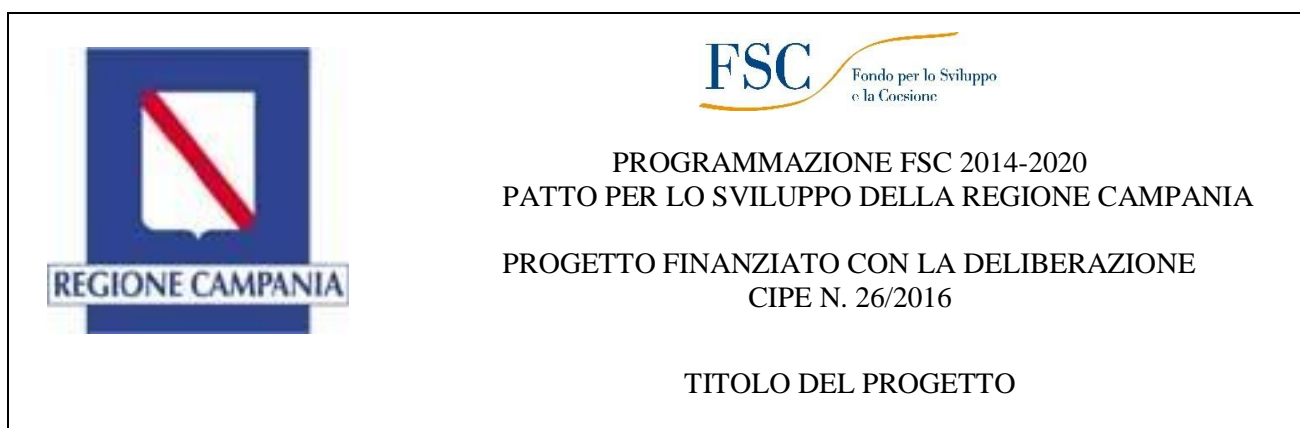 FSC
Fondo per lo Sviluppo
e la Coesione
PROGRAMMAZIONE FSC 2014-2020
PATTO PER LO SVILUPPO DELLA REGIONE CAMPANIA
PROGETTO FINANZIATO CON LA DELIBERAZIONE
CIPE N. 26/2016
REGIONE CAMPANIA
TITOLO DEL PROGETTO